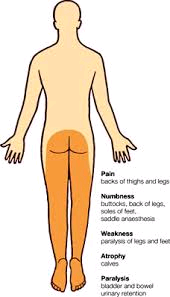 Pain
backs of thighs and legs
Numbness
buttocks, back of legs,
soles of feet,
saddle anaesthesia
Weakness
paralysis of legs and feet
Atrophy
calves
Paralysis
bladder and bowel
urinary retention